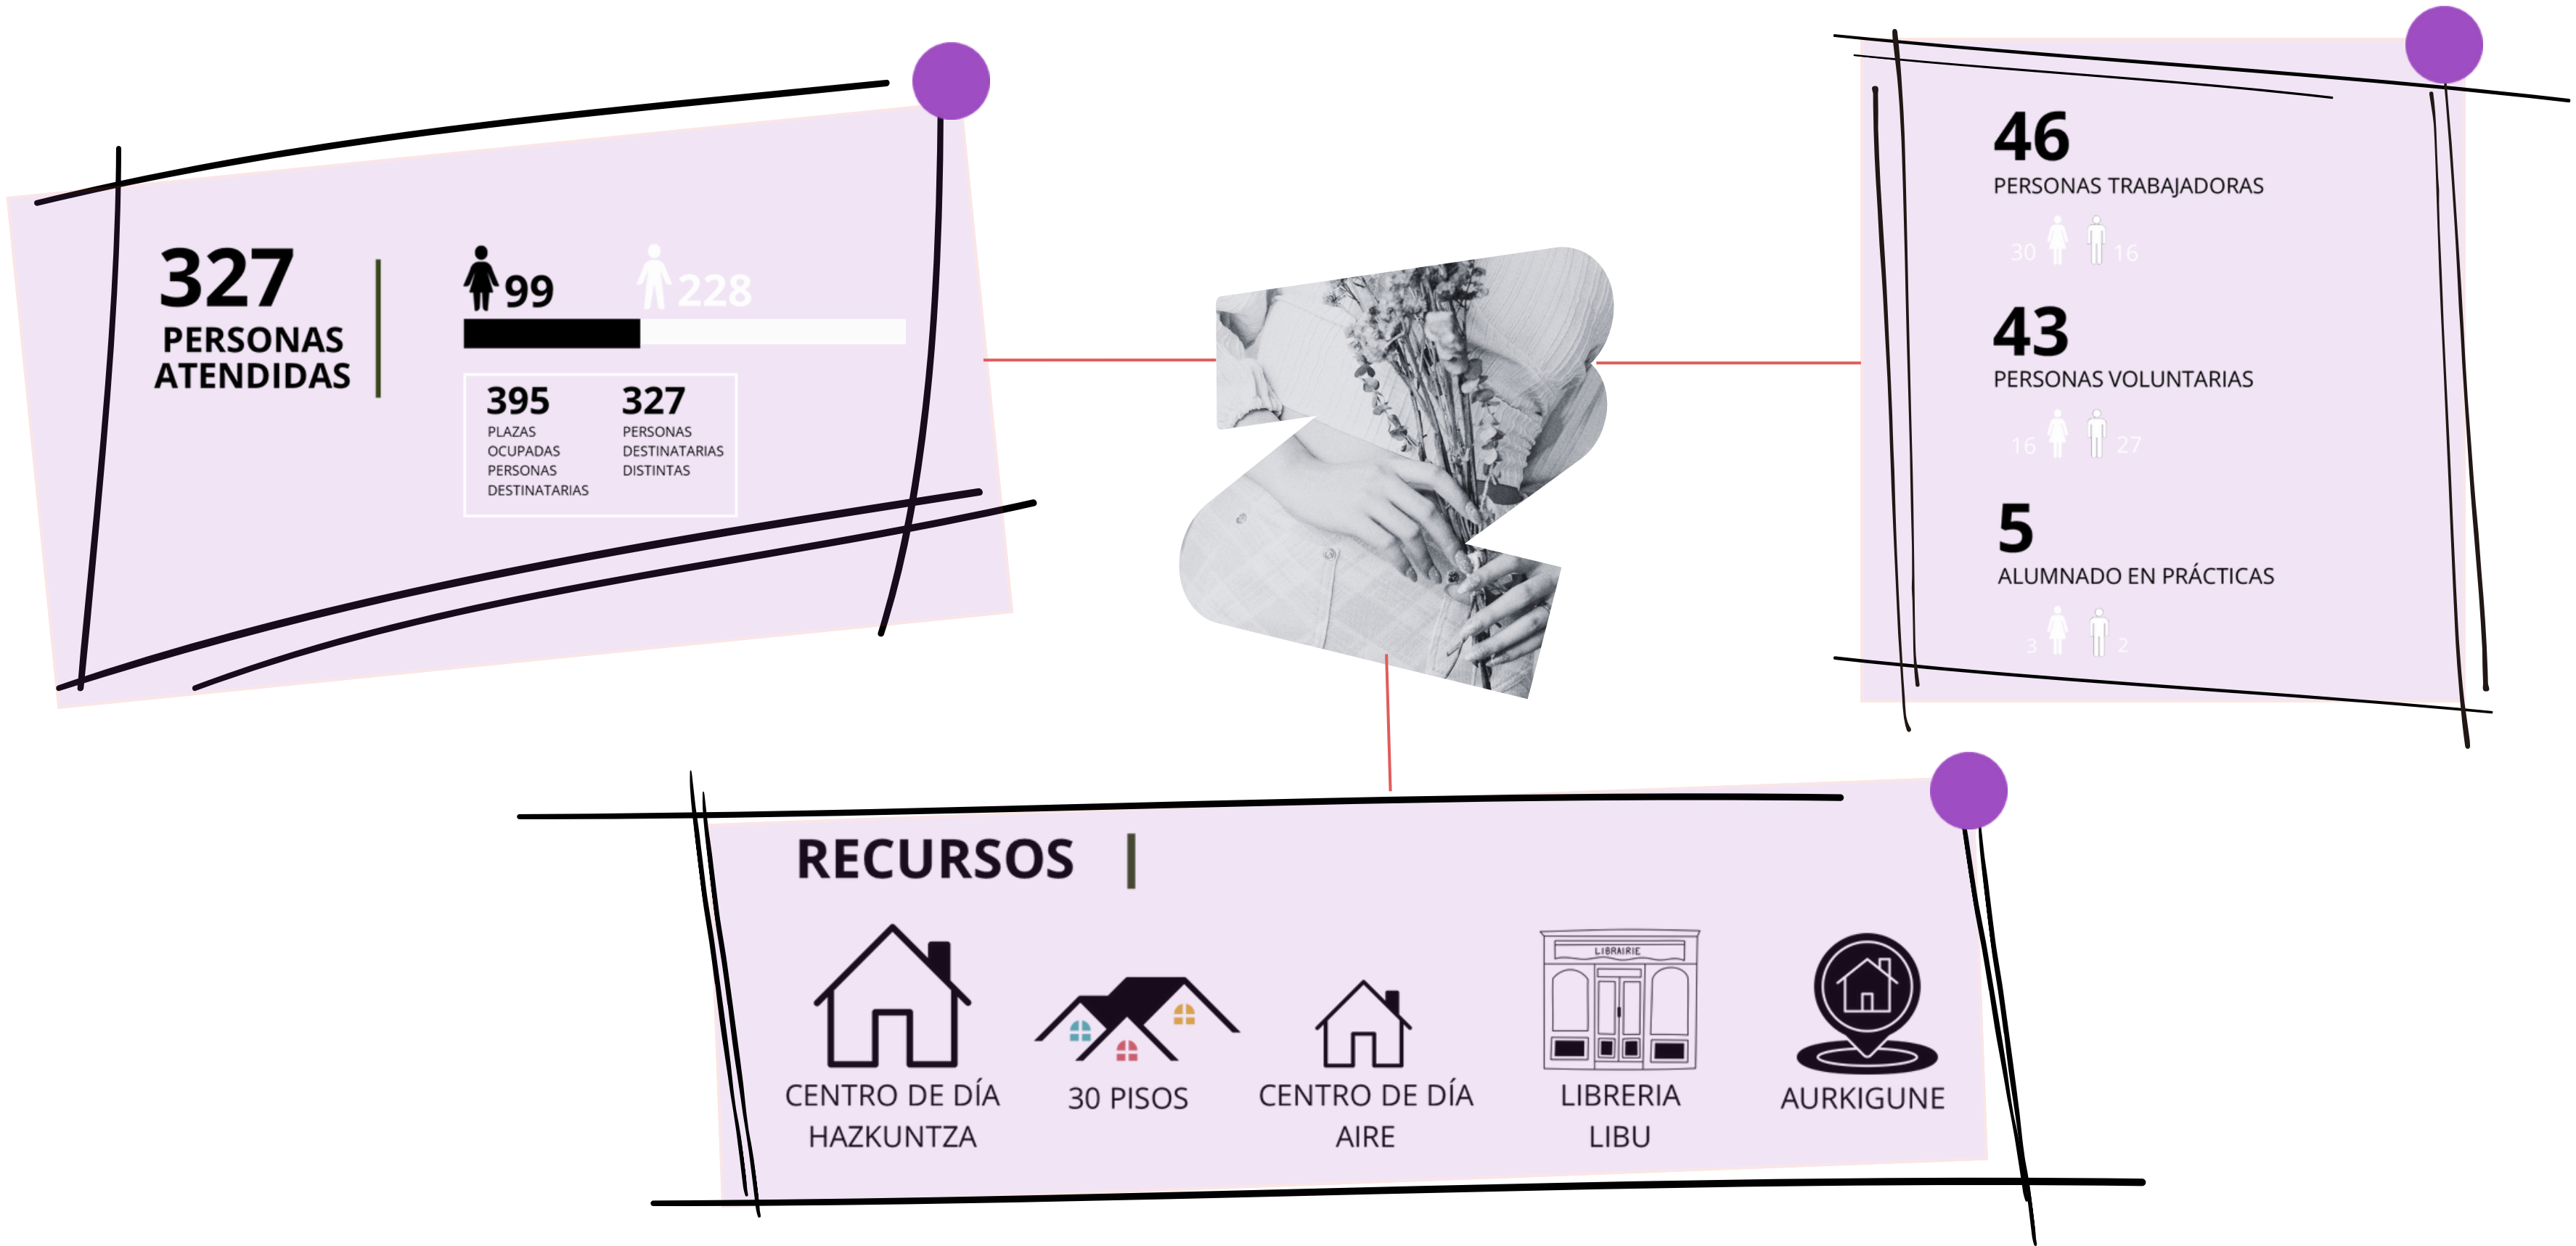 327
PERSONAS
ATENDIDAS
99 228
395
PLAZAS
OCUPADAS
PERSONAS
DESTINATARIAS
327
PERSONAS
DESTINATARIAS
DISTINTAS
46
PERSONAS TRABAJADORAS
30 16
43
PERSONAS VOLUNTARIAS
16 27
5
ALUMNADO EN PRÁCTICAS
3 2
RECURSOS
CENTRO DE DÍA
HAZKUNTZA
30 PISOS
CENTRO DE DÍA
AIRE
LIBRAIRIE
LIBRERIA
LIBU
AURKIGUNE